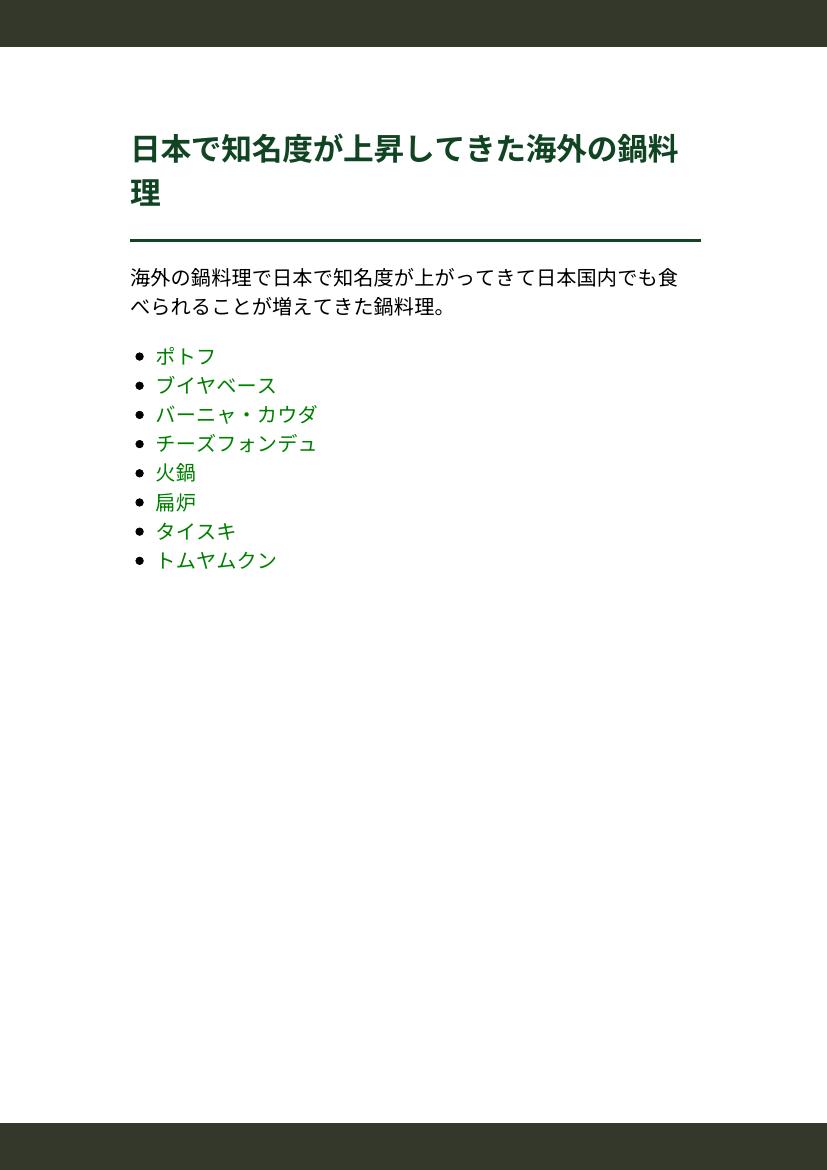 日本で知名度が上昇してきた海外の鍋料
理
海外の鍋料理で日本で知名度が上がってきて日本国内でも食
べられることが増えてきた鍋料理。
ポトフ
ブイヤベース
バーニャ・カウダ
チーズフォンデュ
火鍋
扁炉
タイスキ
トムヤムクン